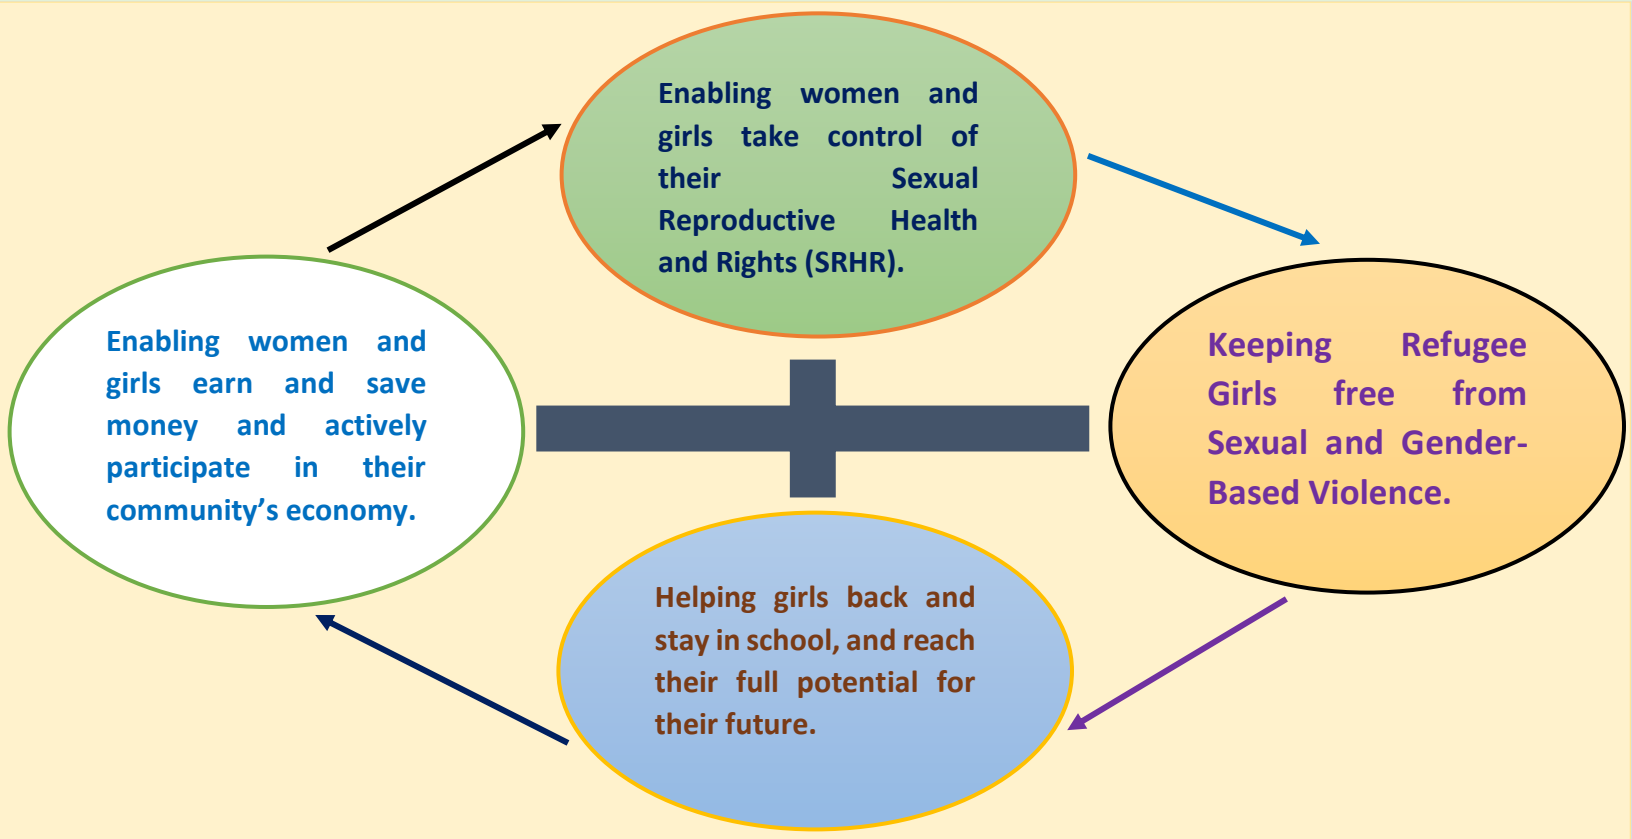 Enabling women and
girls take control of
their Sexual
Reproductive Health
and Rights (SRHR).
Enabling women and
girls earn and save
money and actively
participate in their
community’s economy.
Keeping Refugee
Girls free from
Sexual and Gender-
Based Violence.
Helping girls back and
stay in school, and reach
their full potential for
their future.